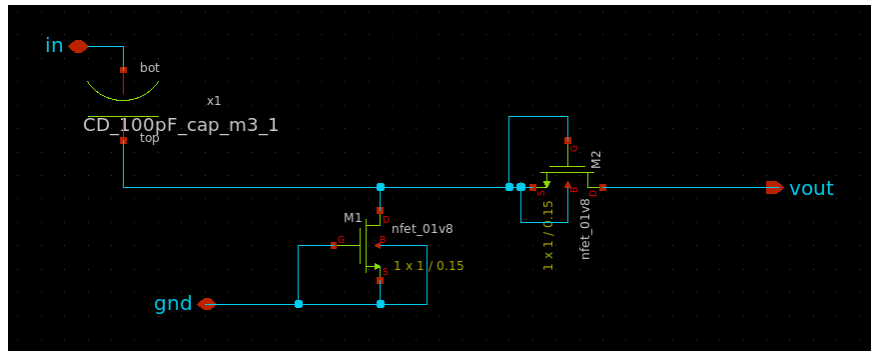 in
bot
x1
CD_100pF_cap_m3_1
top
G
M2
S
B
D
vout
1 x 1 / 0.15
nfet_01v8
M1
D
nfet_01v8
G
B
1 x 1 / 0.15
S
gnd